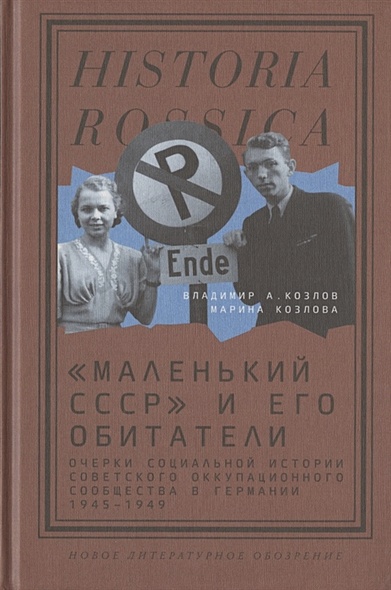 HISTORIA
ROSSICA
P
Ende
ВЛАДИМИР А. КОЗЛОВ
МАРИНА КОЗЛОВА
«МАЛЕНЬКИЙ
СССР» И ЕГО
ОБИТАТЕЛИ
ОЧЕРКИ СОЦИАЛЬНОЙ ИСТОРИИ
СОВЕТСКОГО ОККУПАЦИОННОГО
СООБЩЕСТВА В ГЕРМАНИИ
1945–1949
НОВОЕ ЛИТЕРАТУРНОЕ ОБОЗРЕНИЕ